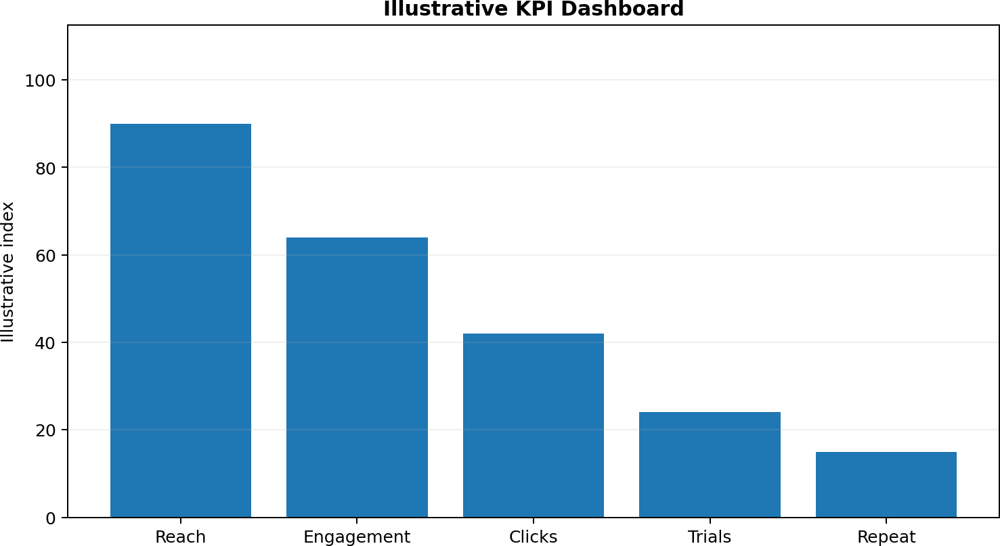 Illustrative KPI Dashboard
Illustrative index
100
80
60
40
20
0
Reach
Engagement
Clicks
Trials
Repeat